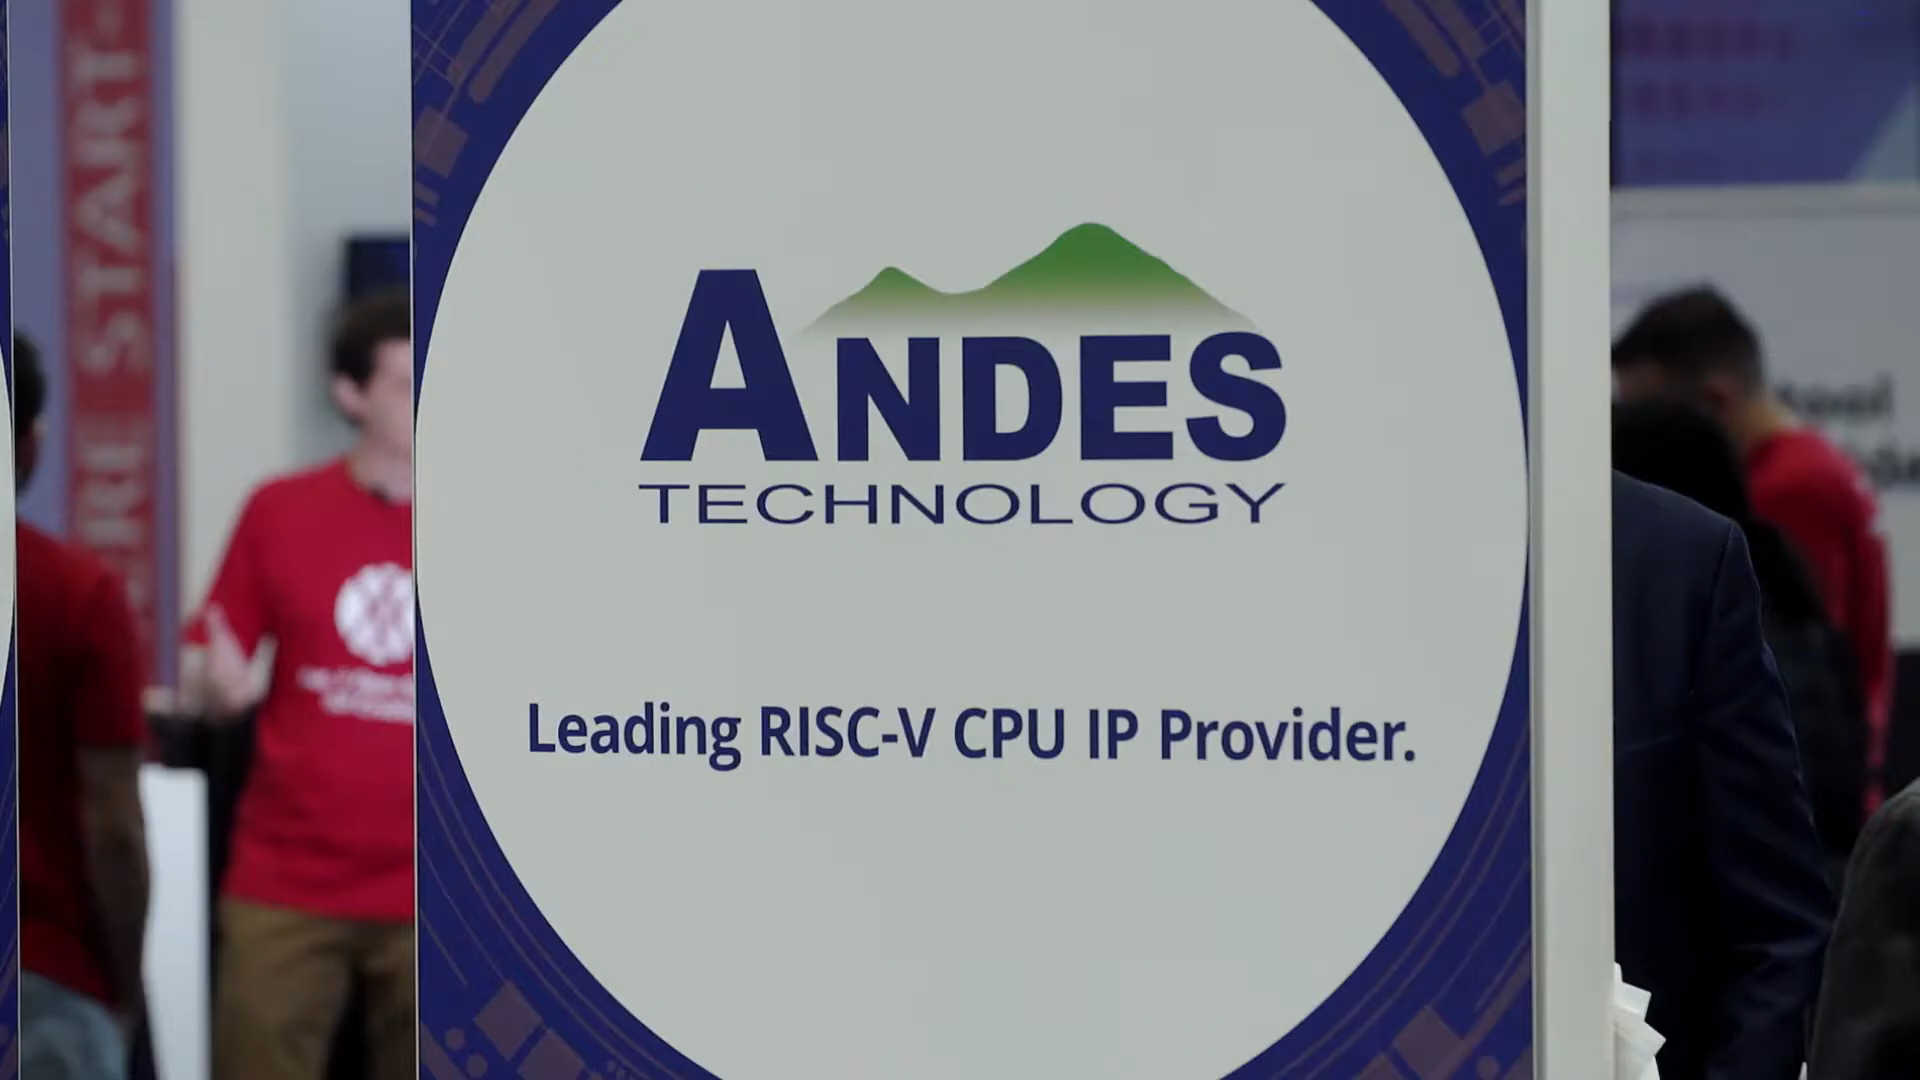 ANDES
TECHNOLOGY
Leading RISC-V CPU IP Provider.
START-